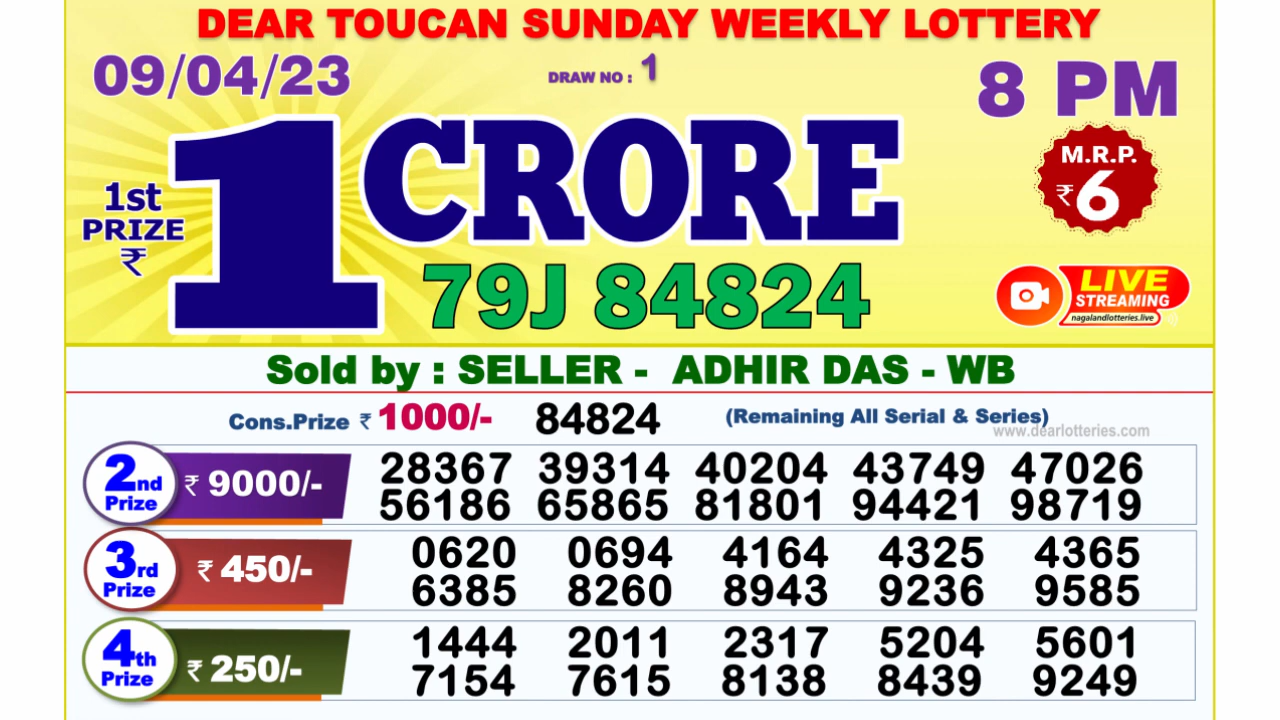 DEAR TOUCAN SUNDAY WEEKLY LOTTERY
09/04/23
DRAW NO : 1
8 PM
1st
PRIZE
₹
1 CRORE
M.R.P.
₹6
79J 84824
LIVE
STREAMING
nagalandlotteries.live
Sold by : SELLER - ADHIR DAS - WB
Cons.Prize ₹ 1000/- 84824 (Remaining All Serial & Series)
www.dearlotteries.com
2nd
Prize
₹ 9000/-
28367 39314 40204 43749 47026
56186 65865 81801 94421 98719
3rd
Prize
₹ 450/-
0620 0694 4164 4325 4365
6385 8260 8943 9236 9585
4th
Prize
₹ 250/-
1444 2011 2317 5204 5601
7154 7615 8138 8439 9249